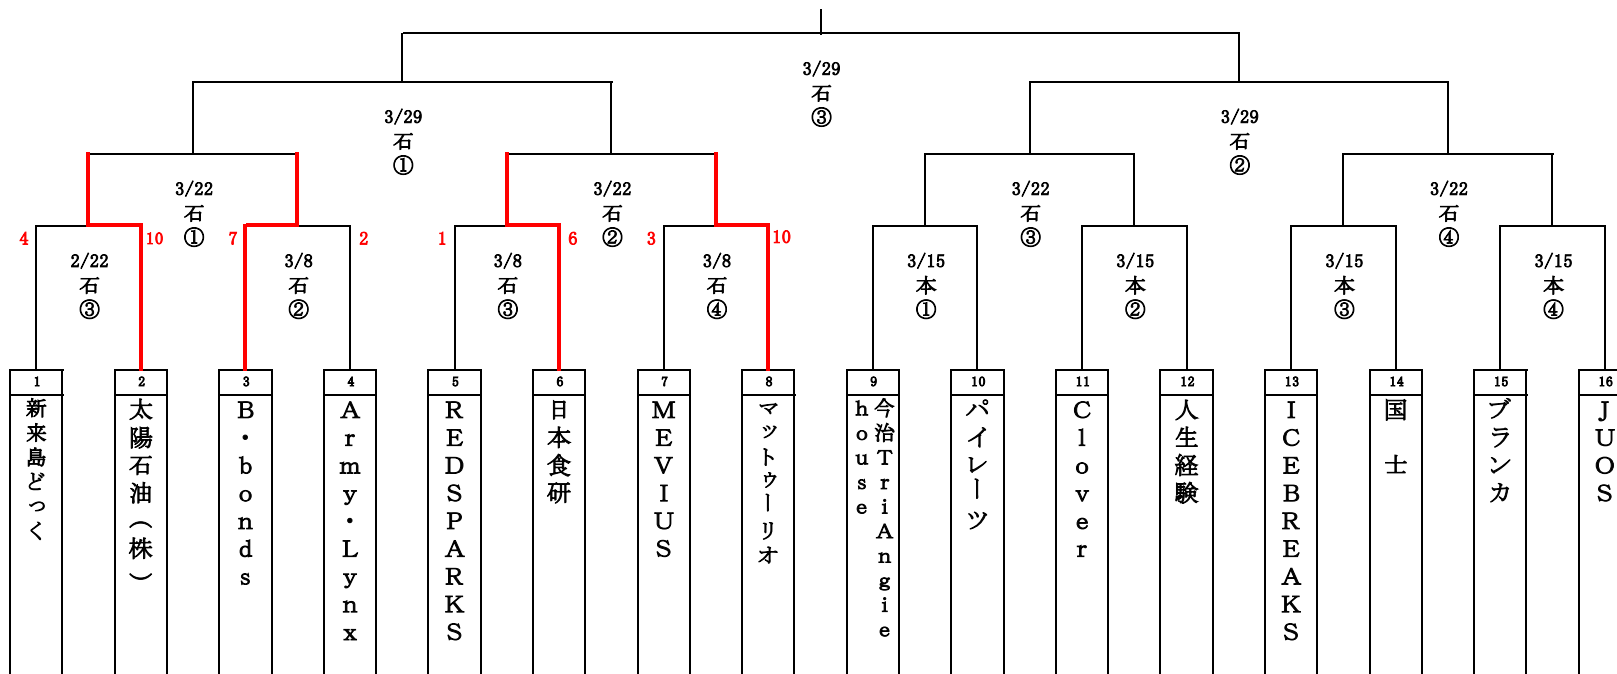 3/29
石
③
3/29
石
①
3/29
石
②
3/22
石
①
3/22
石
②
3/22
石
③
3/22
石
④
4
10
7
2
1
6
3
10
2/22
石
③
3/8
石
②
3/8
石
③
3/8
石
④
3/15
本
①
3/15
本
②
3/15
本
③
3/15
本
④
1
2
3
4
5
6
7
8
9
10
11
12
13
14
15
16
新来島どっく
太陽石油(株)
B・bonds
Army・Lynx
REDSPARKS
日本食研
MEVIUS
マットゥーリオ
今治TriAngie
house
パイレーツ
Clover
人生経験
ICEBREAKS
国 士
ブランカ
JUOS